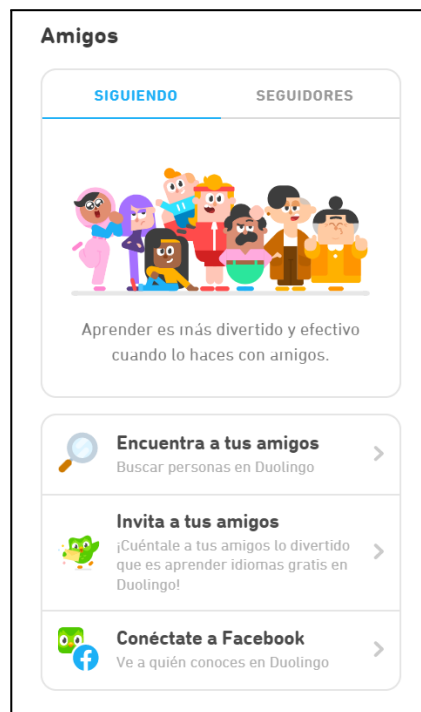 Amigos
SIGUIENDO
SEGUIDORES
Aprender es más divertido y efectivo
cuando lo haces con amigos.
Encuentra a tus amigos
Buscar personas en Duolingo
Invita a tus amigos
¡Cuéntale a tus amigos lo divertido
que es aprender idiomas gratis en
Duolingo!
Conéctate a Facebook
Ve a quién conoces en Duolingo